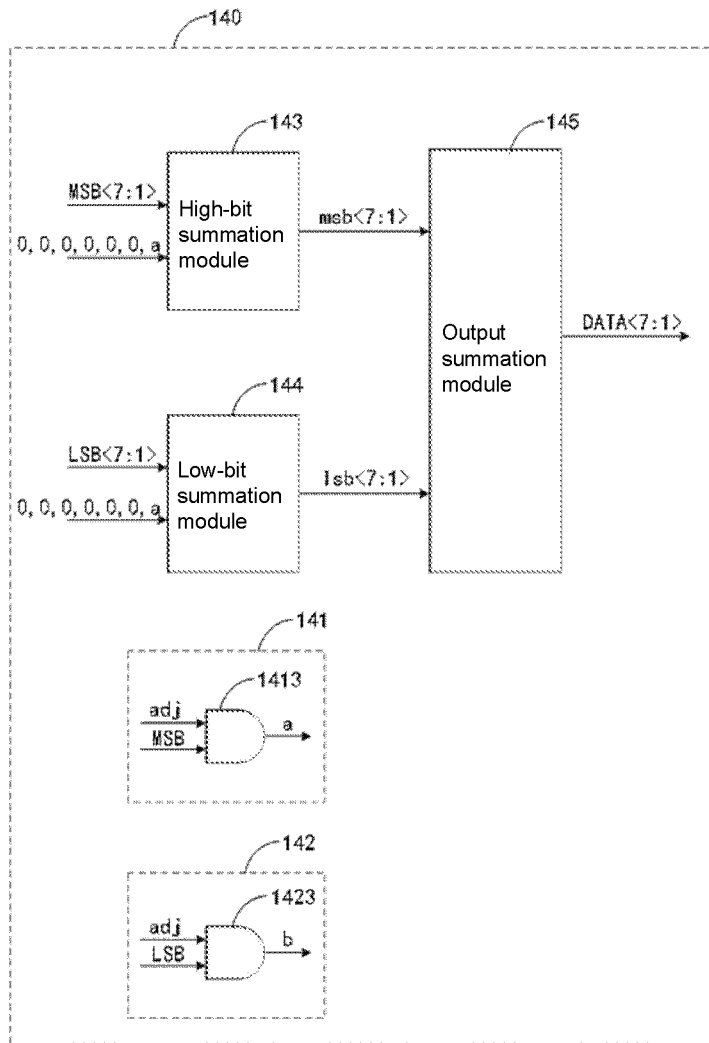 140
143
145
MSB<7:1>
High-bit
summation
module
msb<7:1>
0,0,0,0,0,0,a
Output
summation
module
DATA<7:1>
144
LSB<7:1>
Low-bit
summation
module
lsb<7:1>
0,0,0,0,0,0,a
141
1413
adj
MSB
a
142
1423
adj
LSB
b